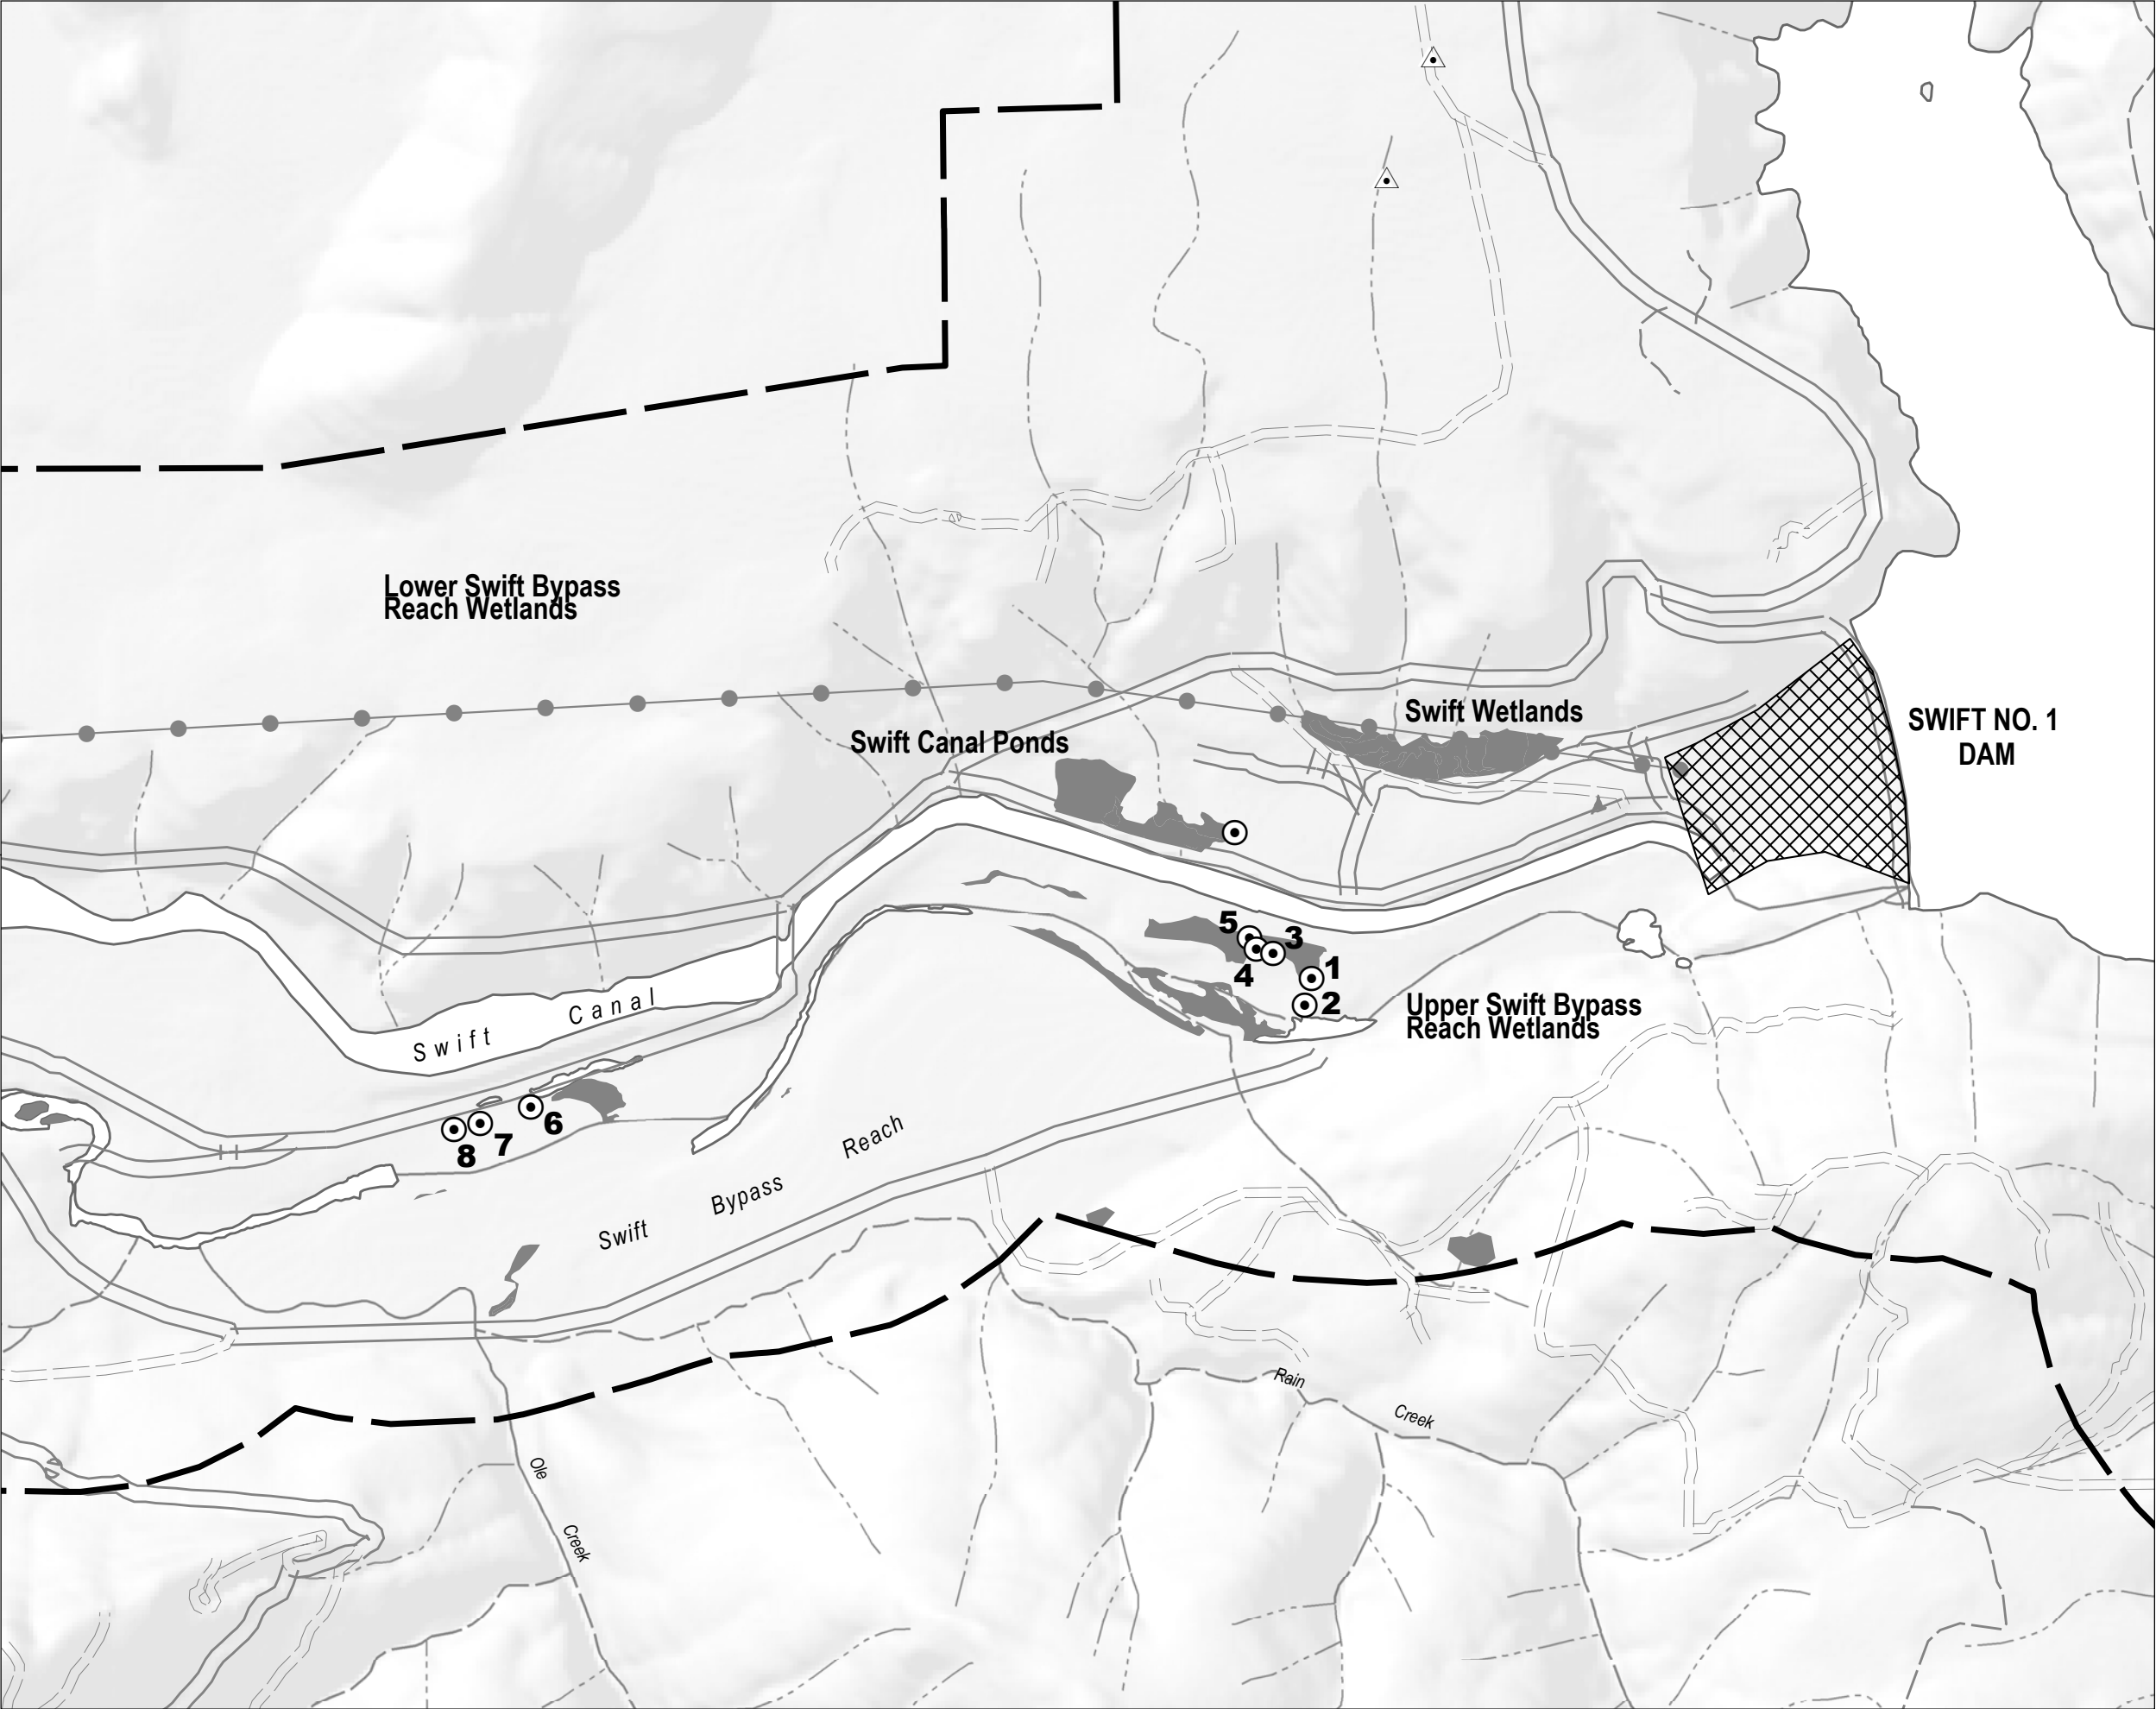 Lower Swift Bypass
Reach Wetlands
Swift Wetlands
SWIFT NO. 1
DAM
Swift Canal Ponds
5
3
4
1
2
Upper Swift Bypass
Reach Wetlands
Swift Canal
6
7
8
Swift Bypass Reach
Rain Creek
Ole Creek